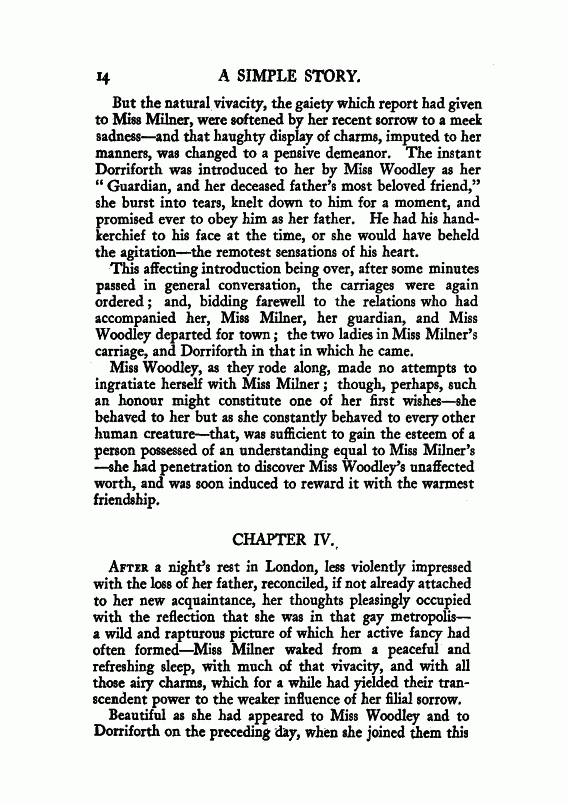 14 A SIMPLE STORY.
But the natural vivacity, the gaiety which report had given
to Miss Milner, were softened by her recent sorrow to a meek
sadness—and that haughty display of charms, imputed to her
manners, was changed to a pensive demeanor. The instant
Dorriforth was introduced to her by Miss Woodley as her
“ Guardian, and her deceased father’s most beloved friend,”
she burst into tears, knelt down to him for a moment, and
promised ever to obey him as her father. He had his hand-
kerchief to his face at the time, or she would have beheld
the agitation—the remotest sensations of his heart.
This affecting introduction being over, after some minutes
passed in general conversation, the carriages were again
ordered ; and, bidding farewell to the relations who had
accompanied her, Miss Milner, her guardian, and Miss
Woodley departed for town ; the two ladies in Miss Milner’s
carriage, and Dorriforth in that in which he came.
Miss Woodley, as they rode along, made no attempts to
ingratiate herself with Miss Milner ; though, perhaps, such
an honour might constitute one of her first wishes—she
behaved to her but as she constantly behaved to every other
human creature—that, was sufficient to gain the esteem of a
person possessed of an understanding equal to Miss Milner’s
—she had penetration to discover Miss Woodley’s unaffected
worth, and was soon induced to reward it with the warmest
friendship.
CHAPTER IV.
After a night’s rest in London, less violently impressed
with the loss of her father, reconciled, if not already attached
to her new acquaintance, her thoughts pleasingly occupied
with the reflection that she was in that gay metropolis—
a wild and rapturous picture of which her active fancy had
often formed—Miss Milner waked from a peaceful and
refreshing sleep, with much of that vivacity, and with all
those airy charms, which for a while had yielded their tran-
scendent power to the weaker influence of her filial sorrow.
Beautiful as she had appeared to Miss Woodley and to
Dorriforth on the preceding day, when she joined them this